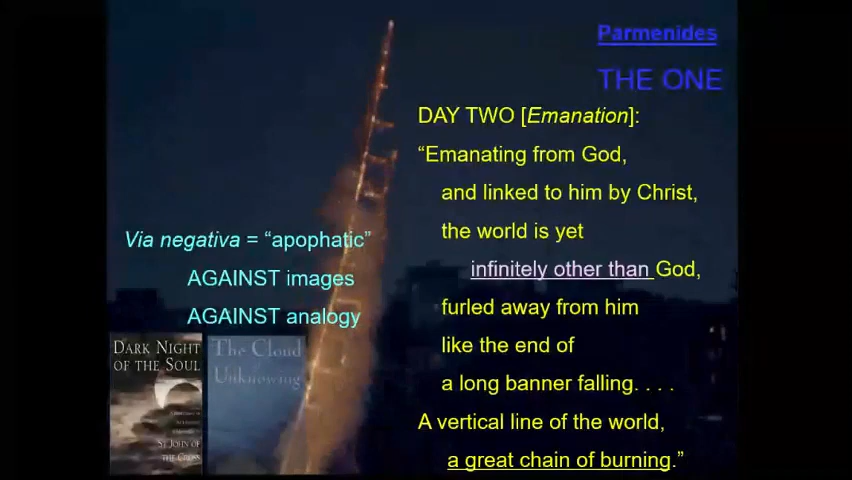 Parmenides
THE ONE
DAY TWO [Emanation]:
“Emanating from God,
and linked to him by Christ,
the world is yet
infinitely other than God,
furled away from him
like the end of
a long banner falling. . . .
A vertical line of the world,
a great chain of burning.”
Via negativa = “apophatic”
AGAINST images
AGAINST analogy
DARK NIGHT
OF THE SOUL
ST JOHN OF
THE CROSS
The Cloud
Unknowing